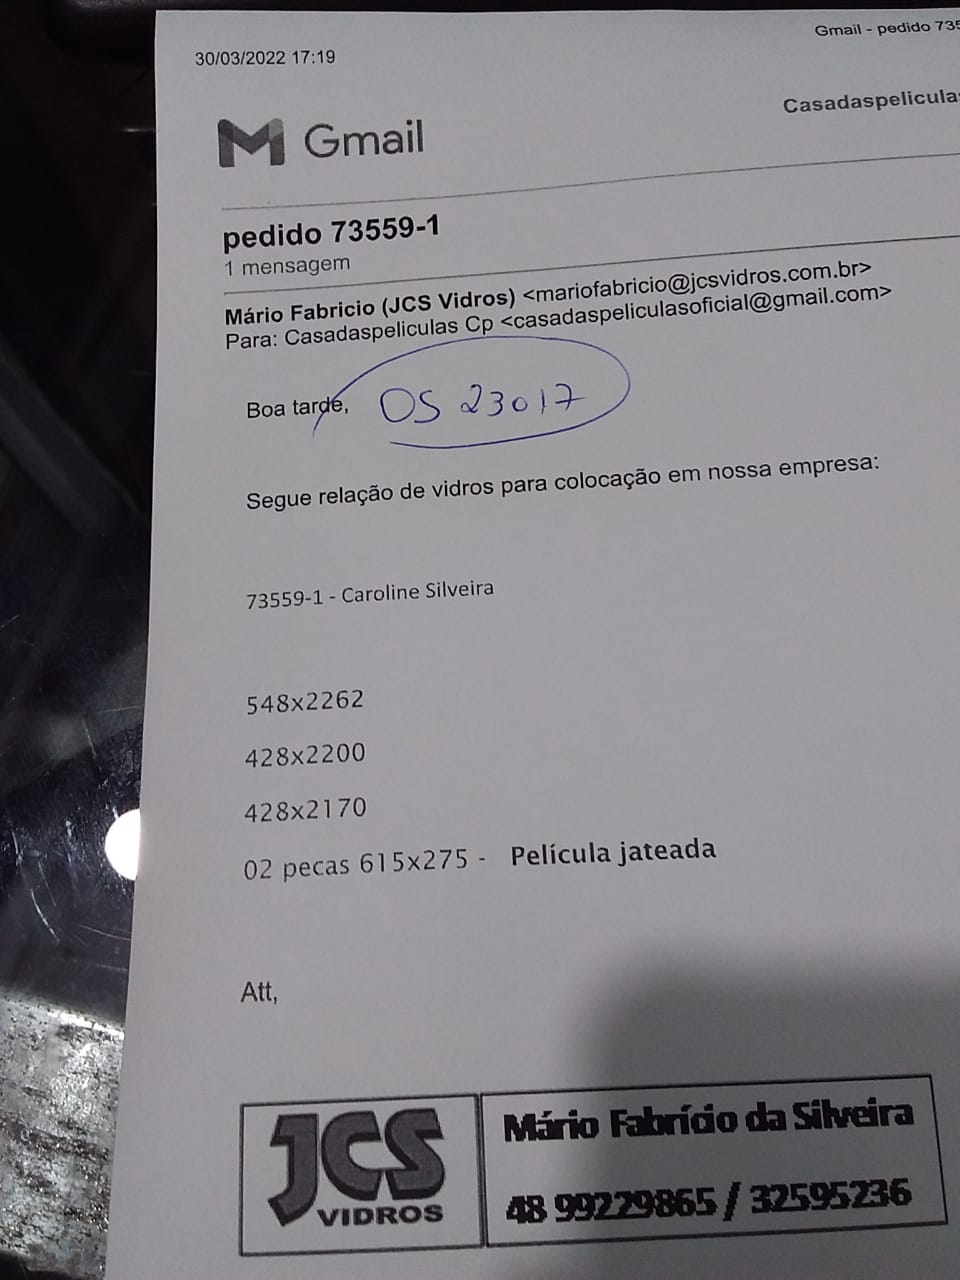 30/03/2022 17:19
Gmail - pedido 735
Gmail
Casadaspeliculas
pedido 73559-1
1 mensagem
Mário Fabricio (JCS Vidros) <mariofabricio@jcsvidros.com.br>
Para: Casadaspeliculas Cp <casadaspeliculasoficial@gmail.com>
Boa tarde,
OS 23017
Segue relação de vidros para colocação em nossa empresa:
73559-1 - Caroline Silveira
548x2262
428x2200
428x2170
02 pecas 615x275 - Película jateada
Att,
JCS
VIDROS
Mário Fabrício da Silveira
48 99229865 / 32595236